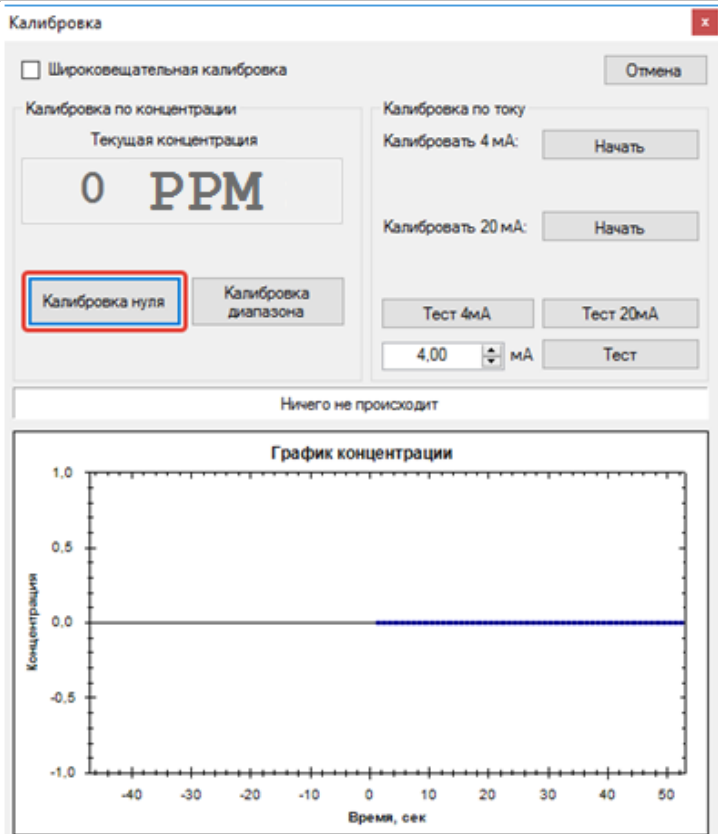 Калибровка
x
Широковещательная калибровка
Отмена
Калибровка по концентрации
Текущая концентрация
0 PPM
Калибровка нуля
Калибровка
диапазона
Калибровка по току
Калибровать 4 мА:
Начать
Калибровать 20 мА:
Начать
Тест 4мА
Тест 20мА
4,00
мА
Тест
Ничего не происходит
График концентрации
Концентрация
1,0
0,5
0,0
-0,5
-1,0
-40 -30 -20 -10 0 10 20 30 40 50
Время, сек